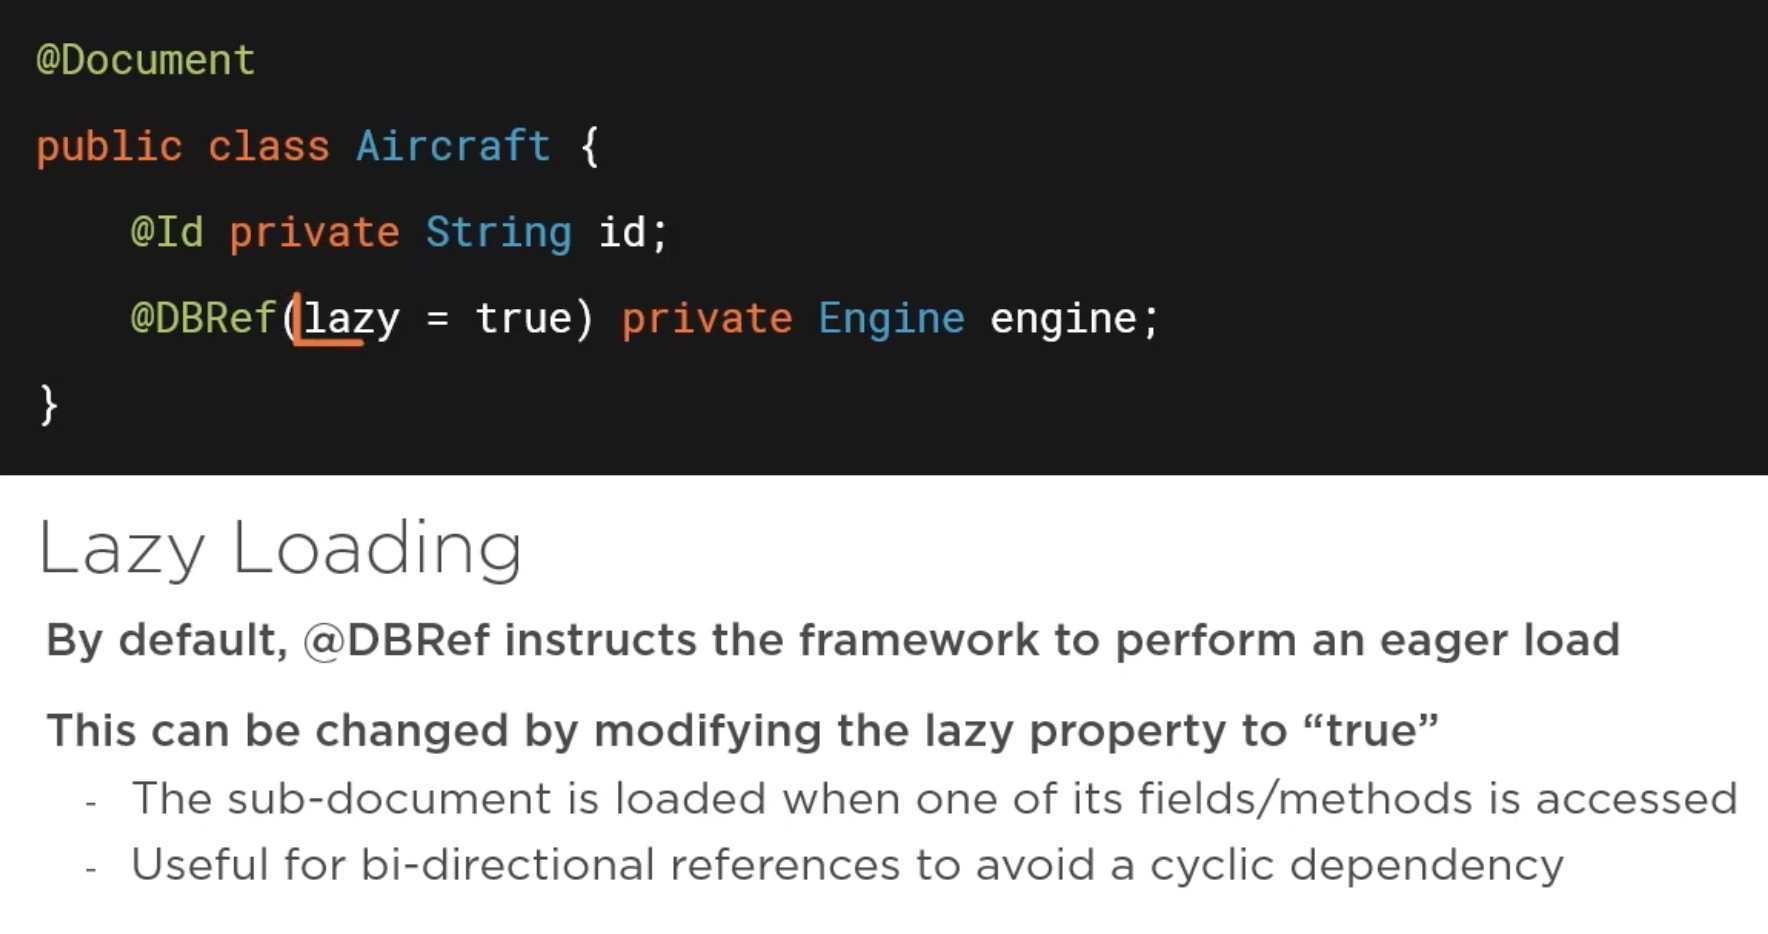 @Document
public class Aircraft {
@Id private String id;
@DBRef(lazy = true) private Engine engine;
}
Lazy Loading
By default, @DBRef instructs the framework to perform an eager load
This can be changed by modifying the lazy property to “true”
- The sub-document is loaded when one of its fields/methods is accessed
- Useful for bi-directional references to avoid a cyclic dependency